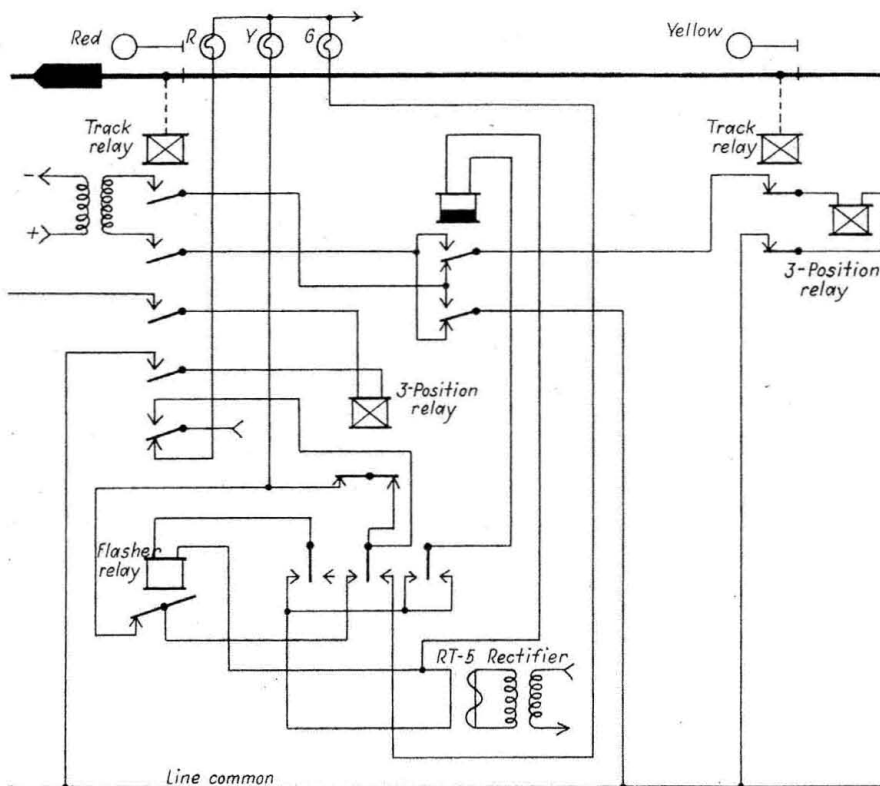 Red
R
Y
G
Yellow
Track
relay
Track
relay
−
+
3-Position
relay
3-Position
relay
Flasher
relay
RT-5 Rectifier
Line common